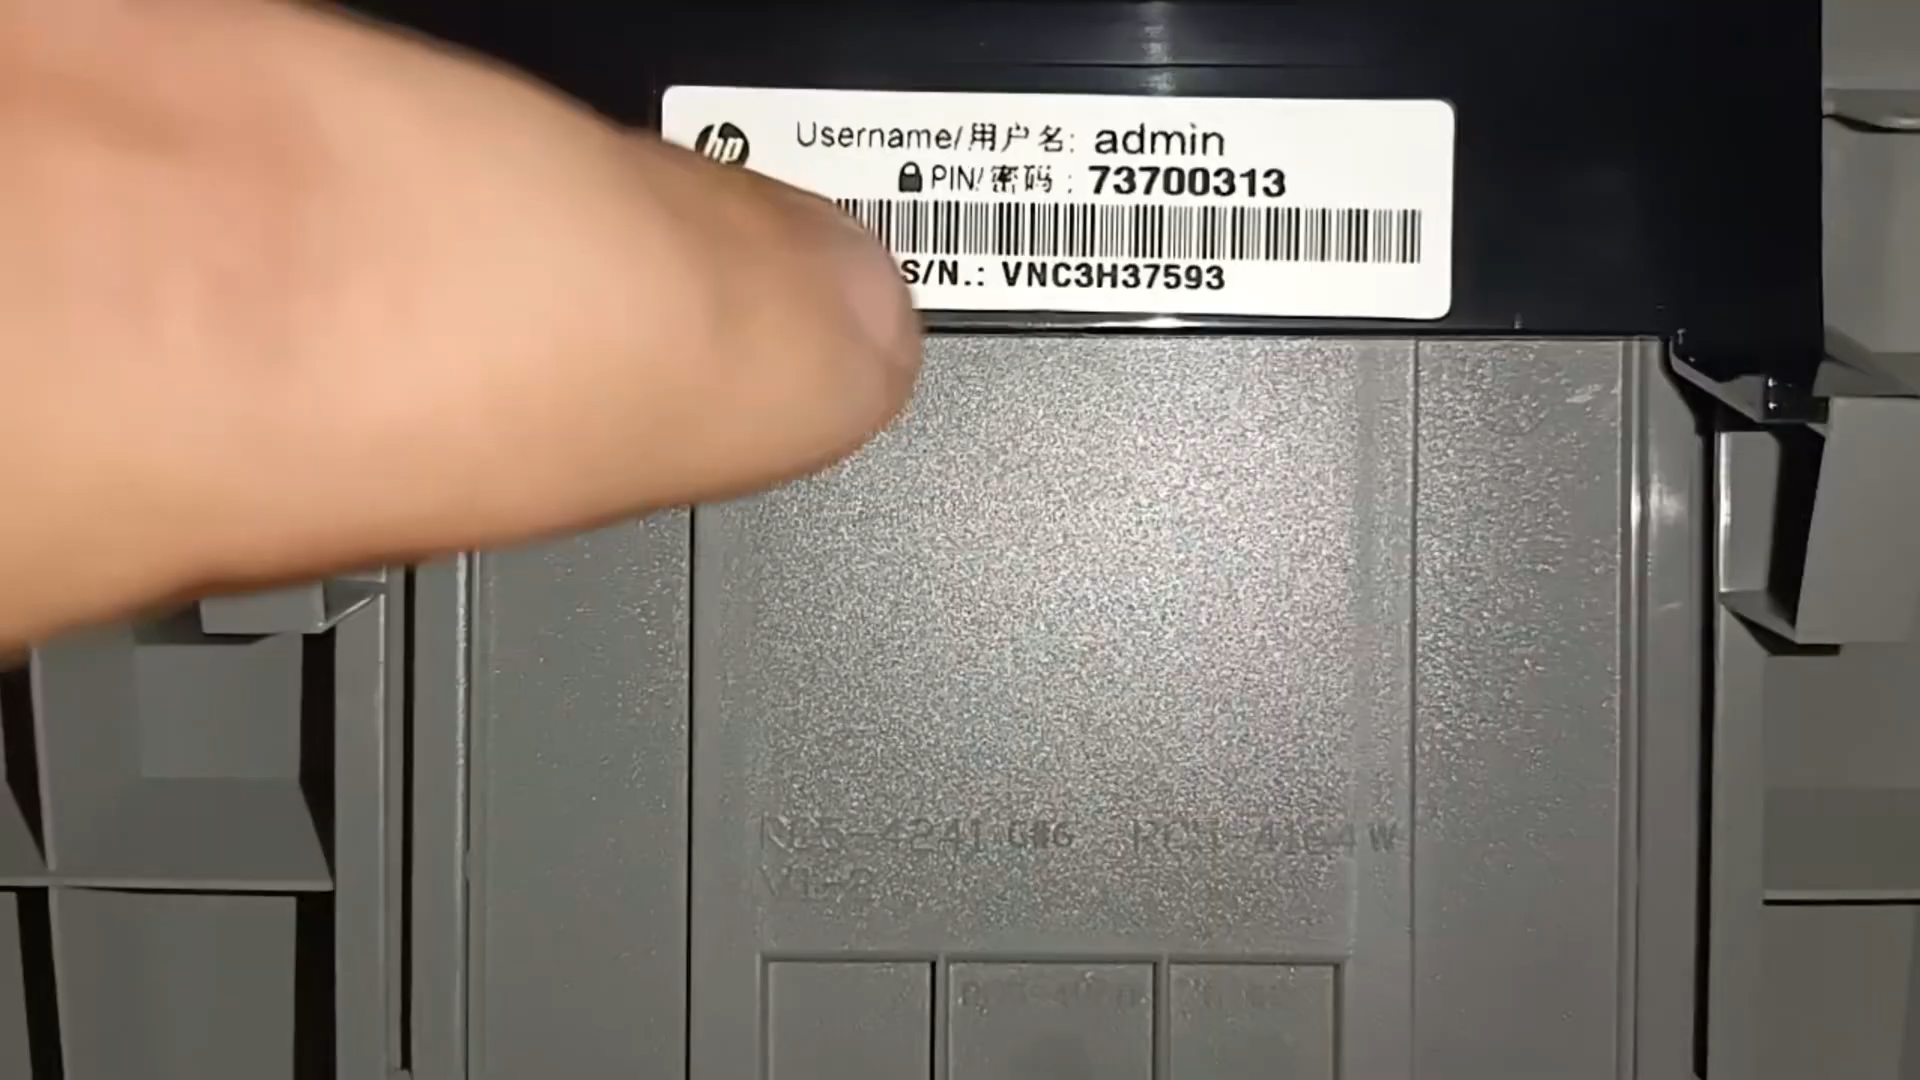 hp
Username/用户名: admin
PIN/密码: 73700313
S/N.: VNC3H37593